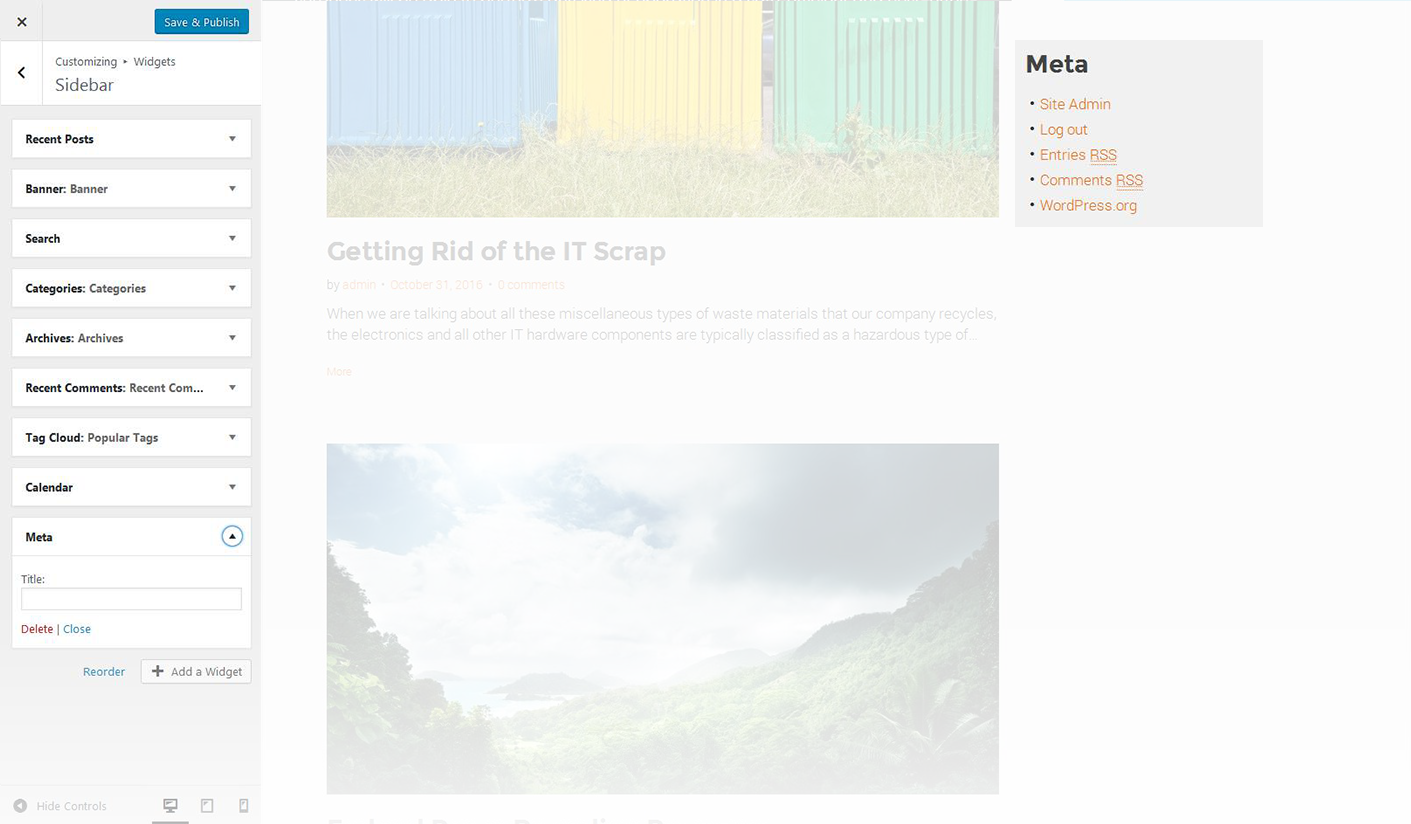 Save & Publish
Customizing ▸ Widgets
Sidebar
Recent Posts
Banner: Banner
Search
Categories: Categories
Archives: Archives
Recent Comments: Recent Com...
Tag Cloud: Popular Tags
Calendar
Meta
Title:
Delete | Close
Reorder
Add a Widget
Hide Controls
Getting Rid of the IT Scrap
by admin • October 31, 2016 • 0 comments
When we are talking about all these miscellaneous types of waste materials that our company recycles,
the electronics and all other IT hardware components are typically classified as a hazardous type of...
More
Meta
• Site Admin
• Log out
• Entries RSS
• Comments RSS
• WordPress.org